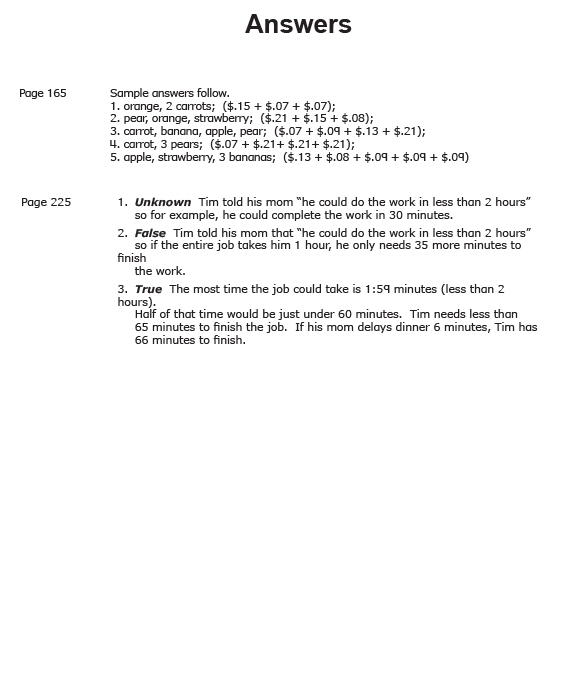 Answers
Page 165
Sample answers follow.
1. orange, 2 carrots;  ($.15 + $.07 + $.07);
2. pear, orange, strawberry;  ($.21 + $.15 + $.08);
3. carrot, banana, apple, pear;  ($.07 + $.09 + $.13 + $.21);
4. carrot, 3 pears;  ($.07 + $.21+ $.21+ $.21);
5. apple, strawberry, 3 bananas;  ($.13 + $.08 + $.09 + $.09 + $.09)
Page 225
1.  Unknown  Tim told his mom “he could do the work in less than 2 hours”
so for example, he could complete the work in 30 minutes.
2.  False  Tim told his mom that “he could do the work in less than 2 hours”
so if the entire job takes him 1 hour, he only needs 35 more minutes to
finish
the work.
3.  True  The most time the job could take is 1:59 minutes (less than 2
hours).
Half of that time would be just under 60 minutes.  Tim needs less than
65 minutes to finish the job.  If his mom delays dinner 6 minutes, Tim has
66 minutes to finish.